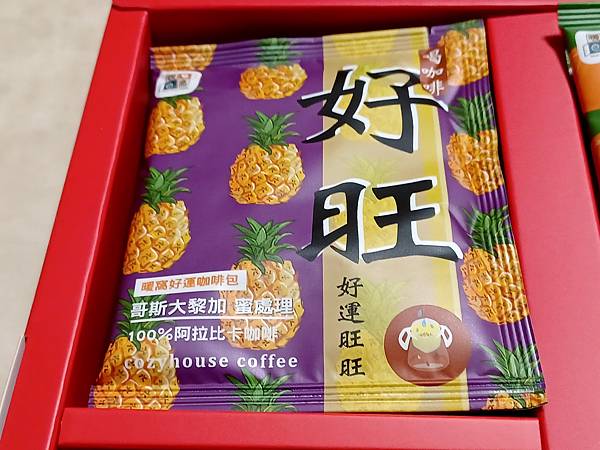 喝咖啡
好旺
好運旺旺
暖窩好運咖啡包
哥斯大黎加 蜜處理
100%阿拉比卡咖啡
cozyhouse coffee